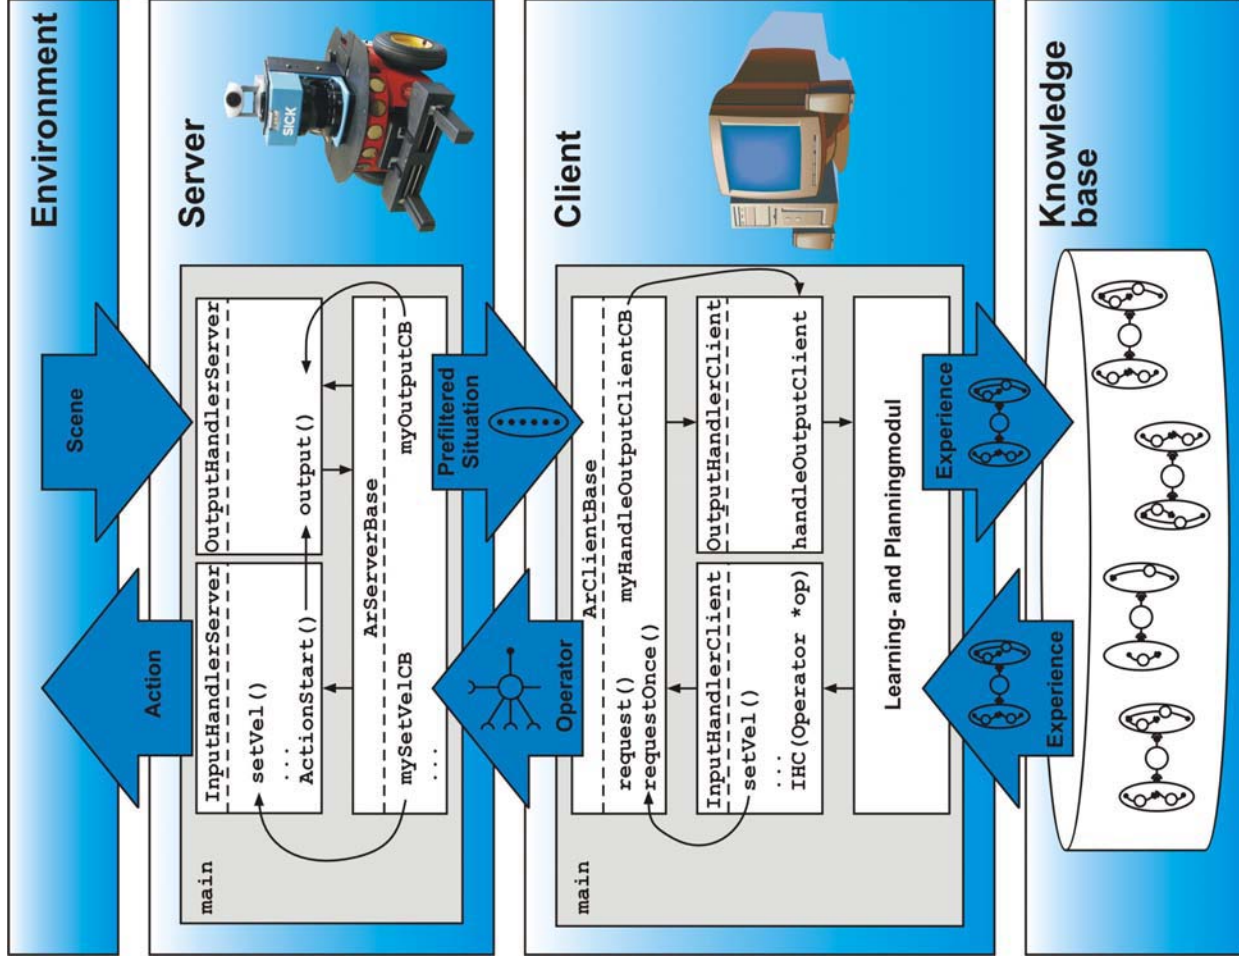 Environment
Scene
Action
Server
SICK
main
InputHandlerServer
setVel()
...
ActionStart()
OutputHandlerServer
output()
ArServerBase
mySetVelCB
...
myOutputCB
Prefiltered
Situation
Operator
Client
main
ArClientBase
request()
requestOnce()
myHandleOutputClientCB
InputHandlerClient
setVel()
...
IHC(Operator *op)
OutputHandlerClient
handleOutputClient
Learning- and Planningmodul
Experience
Experience
Knowledge
base